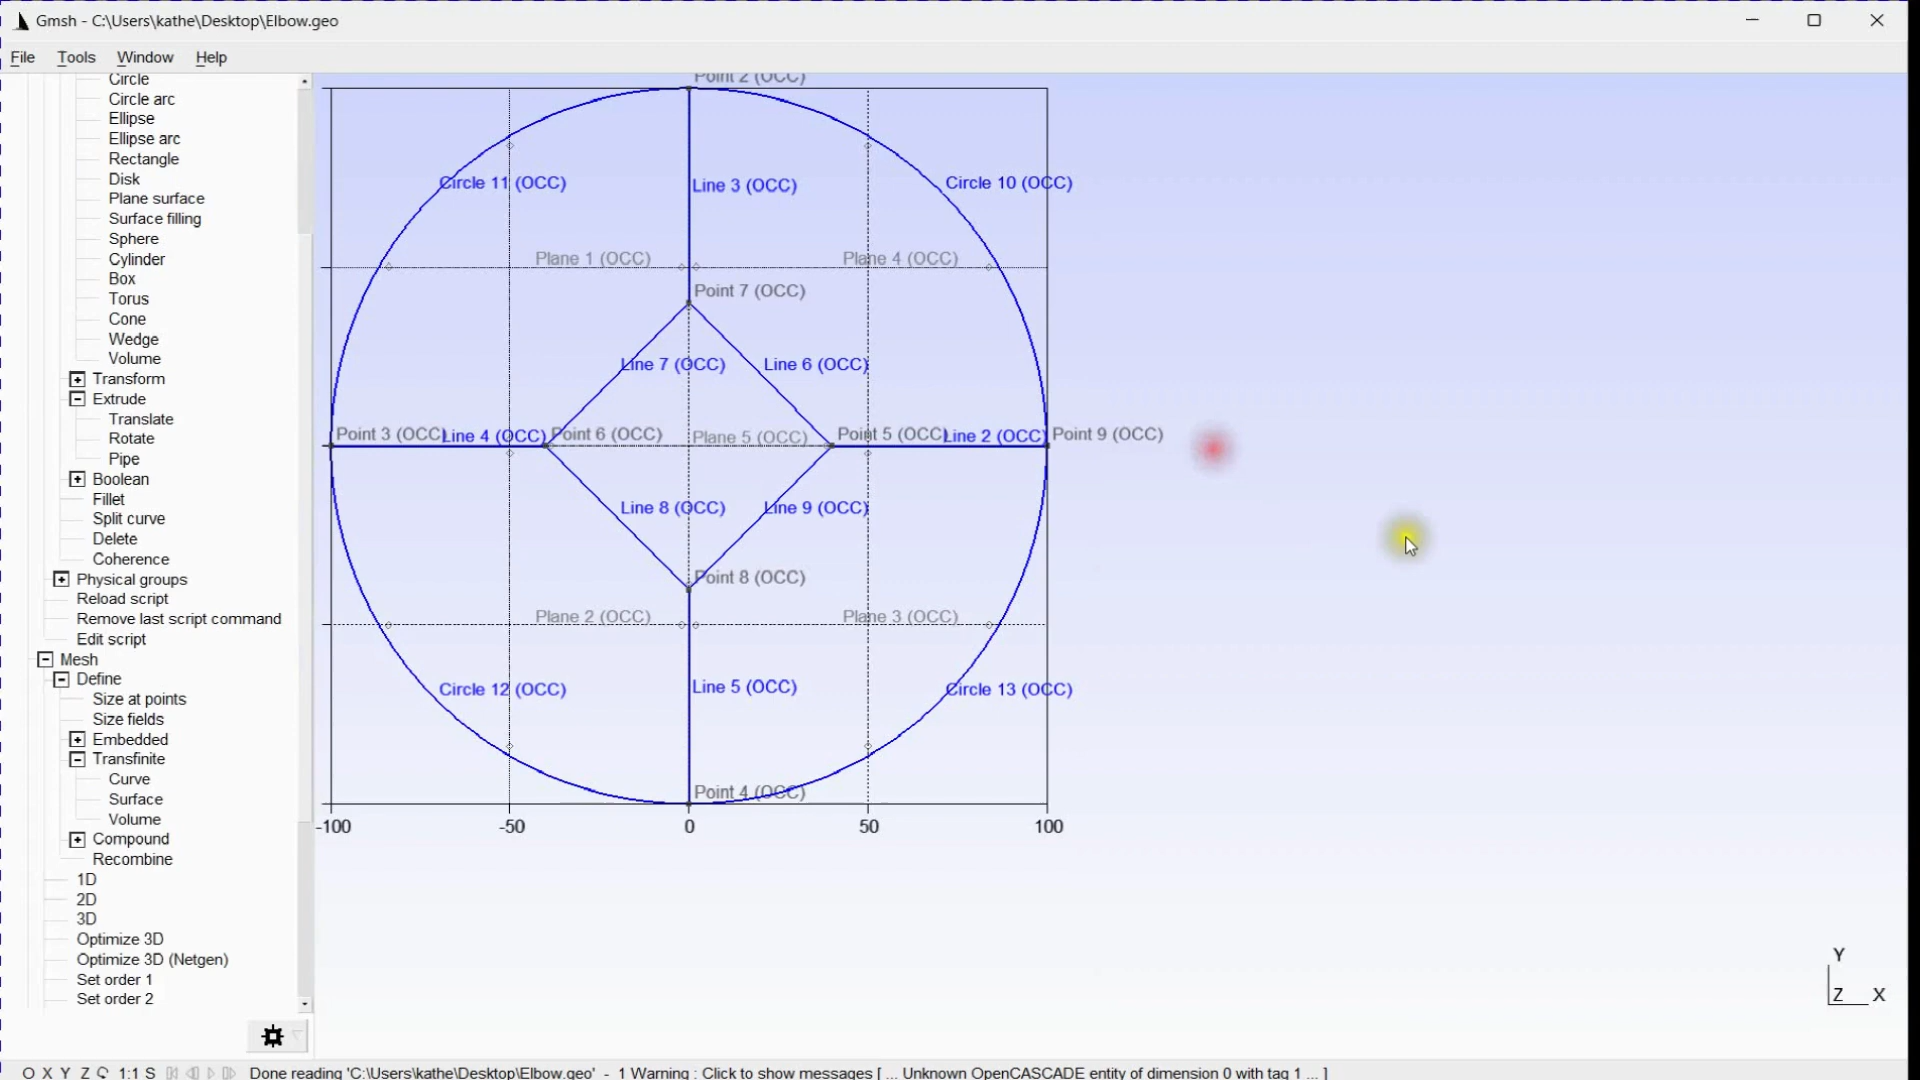 Gmsh - C:\Users\kathe\Desktop\Elbow.geo
File Tools Window Help
Circle
Circle arc
Ellipse
Ellipse arc
Rectangle
Disk
Plane surface
Surface filling
Sphere
Cylinder
Box
Torus
Cone
Wedge
Volume
Transform
Extrude
Translate
Rotate
Pipe
Boolean
Fillet
Split curve
Delete
Coherence
Physical groups
Reload script
Remove last script command
Edit script
Mesh
Define
Size at points
Size fields
Embedded
Transfinite
Curve
Surface
Volume
Compound
Recombine
1D
2D
3D
Optimize 3D
Optimize 3D (Netgen)
Set order 1
Set order 2
Point 2 (OCC)
Circle 11 (OCC) Line 3 (OCC) Circle 10 (OCC)
Plane 1 (OCC) Plane 4 (OCC)
Point 7 (OCC)
Line 7 (OCC) Line 6 (OCC)
Point 3 (OCC) Line 4 (OCC) Point 6 (OCC) Plane 5 (OCC) Point 5 (OCC) Line 2 (OCC) Point 9 (OCC)
Line 8 (OCC) Line 9 (OCC)
Point 8 (OCC)
Plane 2 (OCC) Plane 3 (OCC)
Circle 12 (OCC) Line 5 (OCC) Circle 13 (OCC)
Point 4 (OCC)
-100 -50 0 50 100
Y
Z X
O X Y Z 1:1 S Done reading 'C:\Users\kathe\Desktop\Elbow.geo' - 1 Warning : Click to show messages [ ... Unknown OpenCASCADE entity of dimension 0 with tag 1 ... ]